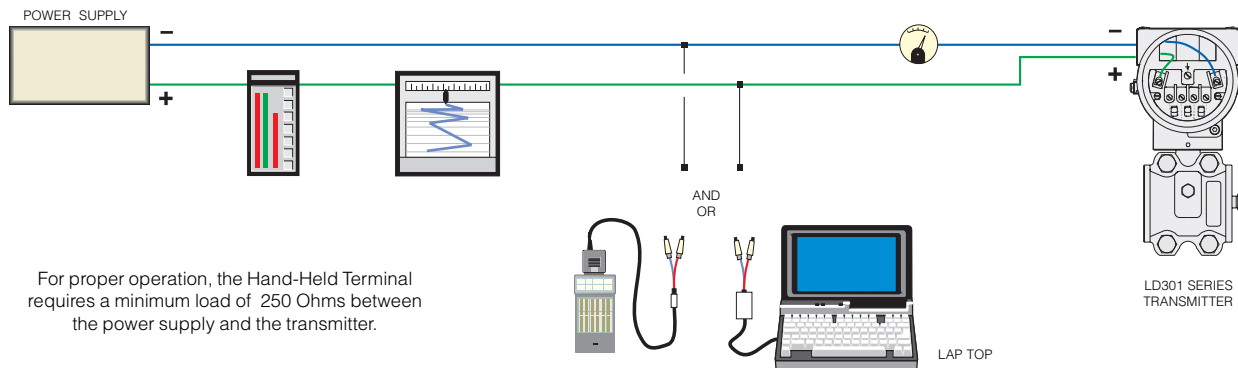 POWER SUPPLY
−
+
−
+
AND
OR
For proper operation, the Hand-Held Terminal
requires a minimum load of 250 Ohms between
the power supply and the transmitter.
LAP TOP
LD301 SERIES
TRANSMITTER